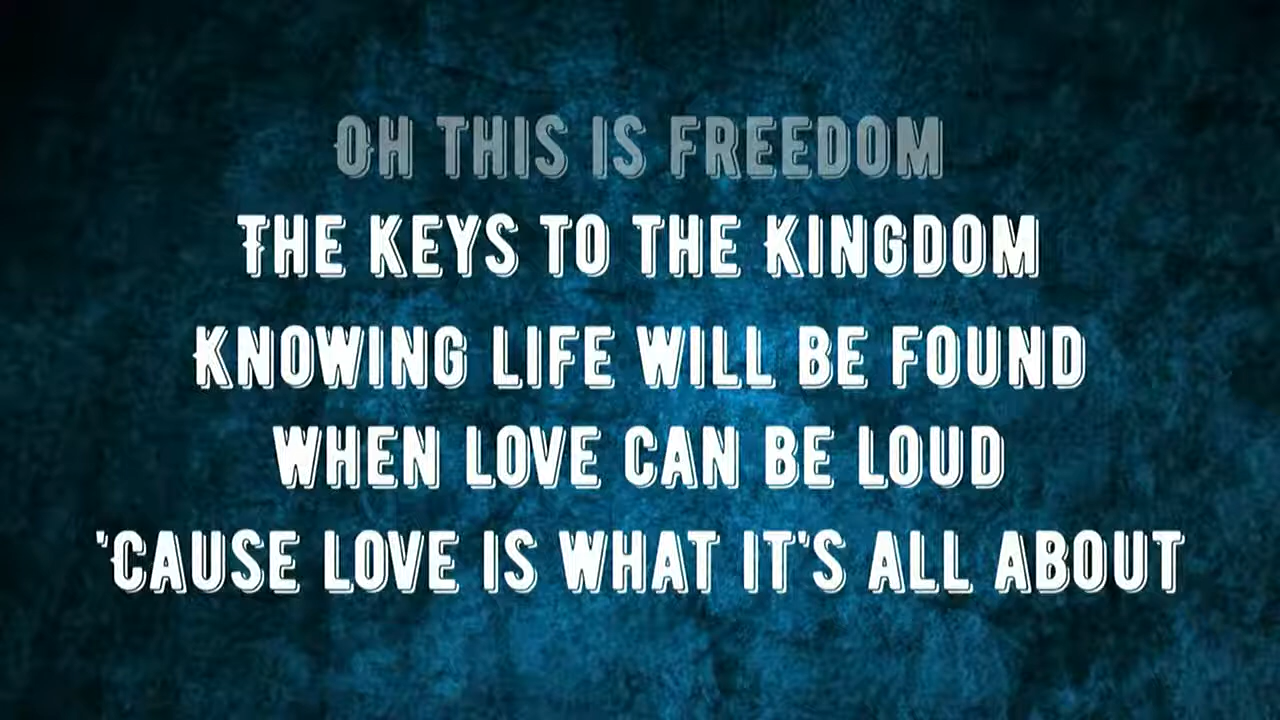 OH THIS IS FREEDOM
THE KEYS TO THE KINGDOM
KNOWING LIFE WILL BE FOUND
WHEN LOVE CAN BE LOUD
'CAUSE LOVE IS WHAT IT'S ALL ABOUT